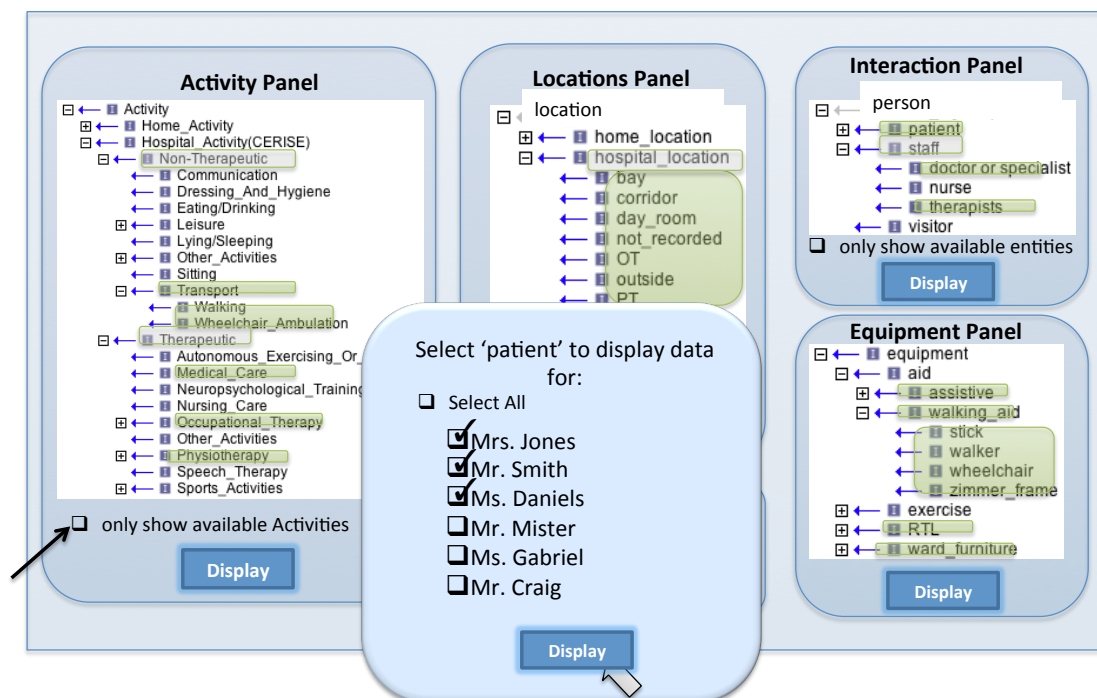 Activity Panel
Activity
Home_Activity
Hospital_Activity(CERISE)
Non-Therapeutic
Communication
Dressing_And_Hygiene
Eating/Drinking
Leisure
Lying/Sleeping
Other_Activities
Sitting
Transport
Walking
Wheelchair_Ambulation
Therapeutic
Autonomous_Exercising_Or_
Medical_Care
Neuropsychological_Training
Nursing_Care
Occupational_Therapy
Other_Activities
Physiotherapy
Speech_Therapy
Sports_Activities
only show available Activities
Display
Locations Panel
location
home_location
hospital_location
bay
corridor
day_room
not_recorded
OT
outside
PT
Interaction Panel
person
patient
staff
doctor or specialist
nurse
therapists
visitor
only show available entities
Display
Equipment Panel
equipment
aid
assistive
walking_aid
stick
walker
wheelchair
zimmer_frame
exercise
RTL
ward_furniture
Display
Select ‘patient’ to display data
for:
Select All
Mrs. Jones
Mr. Smith
Ms. Daniels
Mr. Mister
Ms. Gabriel
Mr. Craig
Display